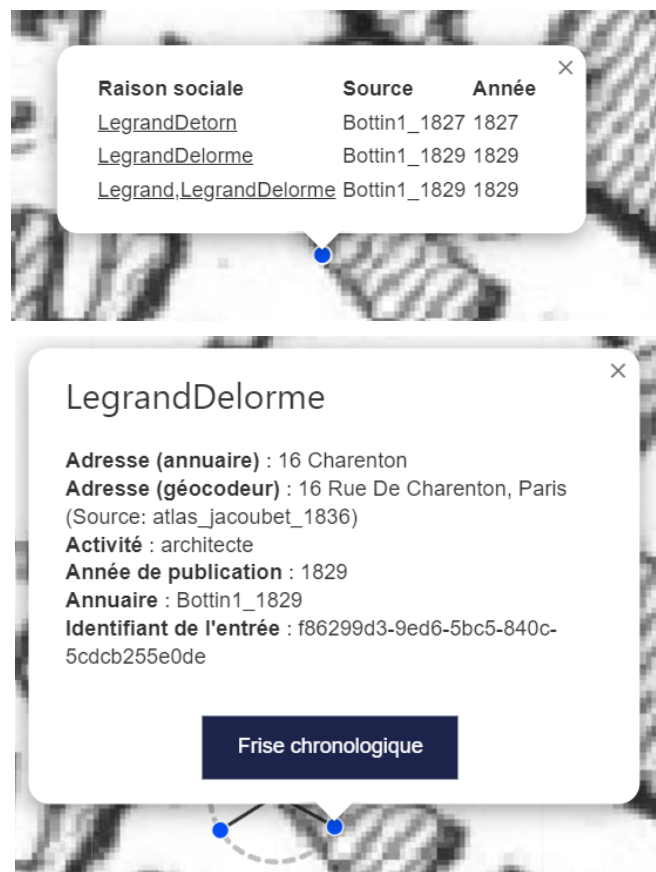 ×
Raison sociale Source Année
LegrandDetorn Bottin1_1827 1827
LegrandDelorme Bottin1_1829 1829
Legrand,LegrandDelorme Bottin1_1829 1829
×
LegrandDelorme
Adresse (annuaire) : 16 Charenton
Adresse (géocodeur) : 16 Rue De Charenton, Paris
(Source: atlas_jacoubet_1836)
Activité : architecte
Année de publication : 1829
Annuaire : Bottin1_1829
Identifiant de l'entrée : f86299d3-9ed6-5bc5-840c-
5cdcb255e0de
Frise chronologique